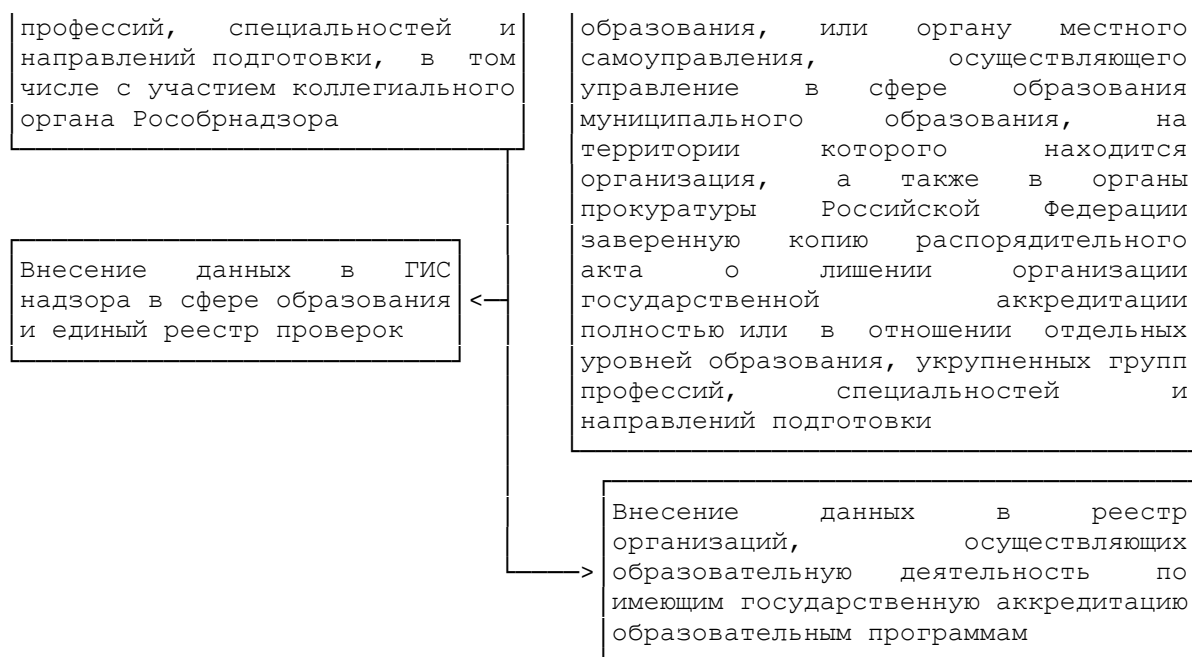 профессий, специальностей и
направлений подготовки, в том
числе с участием коллегиального
органа Рособрнадзора
образования, или органу местного
самоуправления, осуществляющего
управление в сфере образования
муниципального образования, на
территории которого находится
организация, а также в органы
прокуратуры Российской Федерации
заверенную копию распорядительного
акта о лишении организации
государственной аккредитации
полностью или в отношении отдельных
уровней образования, укрупненных групп
профессий, специальностей и
направлений подготовки
Внесение данных в ГИС
надзора в сфере образования
и единый реестр проверок
Внесение данных в реестр
организаций, осуществляющих
образовательную деятельность по
имеющим государственную аккредитацию
образовательным программам